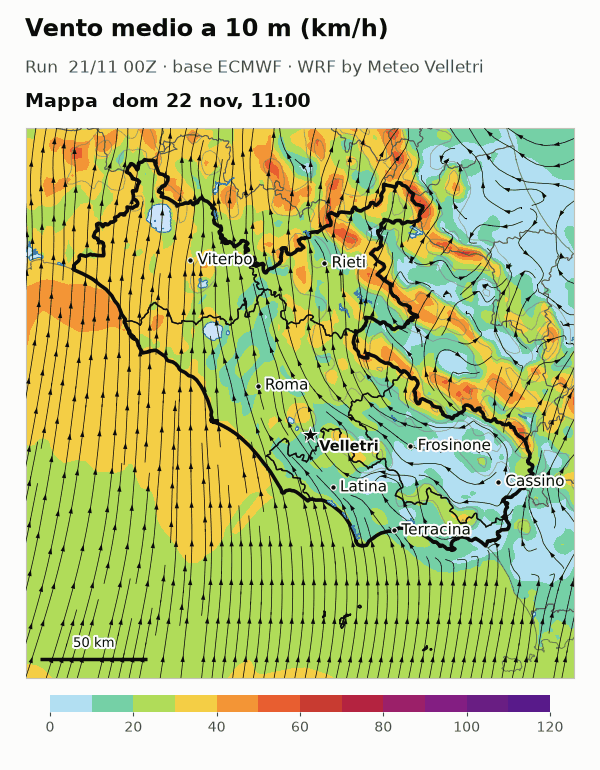 Vento medio a 10 m (km/h)
Run  21/11 00Z · base ECMWF · WRF by Meteo Velletri
Mappa  dom 22 nov, 11:00
Viterbo
Rieti
Roma
Velletri
Frosinone
Cassino
Latina
Terracina
50 km
0 20 40 60 80 100 120